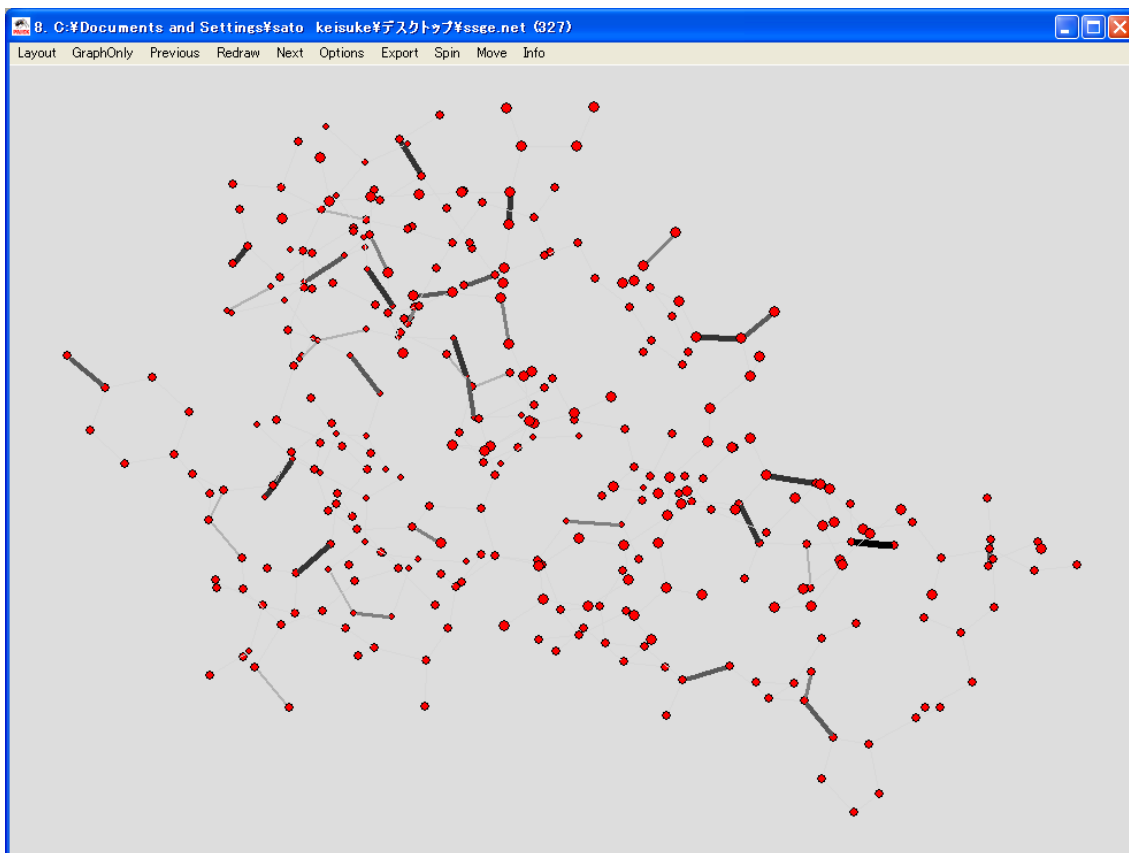 8. C:¥Documents and Settings¥sato keisuke¥デスクトップ¥ssge.net (327)
Layout GraphOnly Previous Redraw Next Options Export Spin Move Info